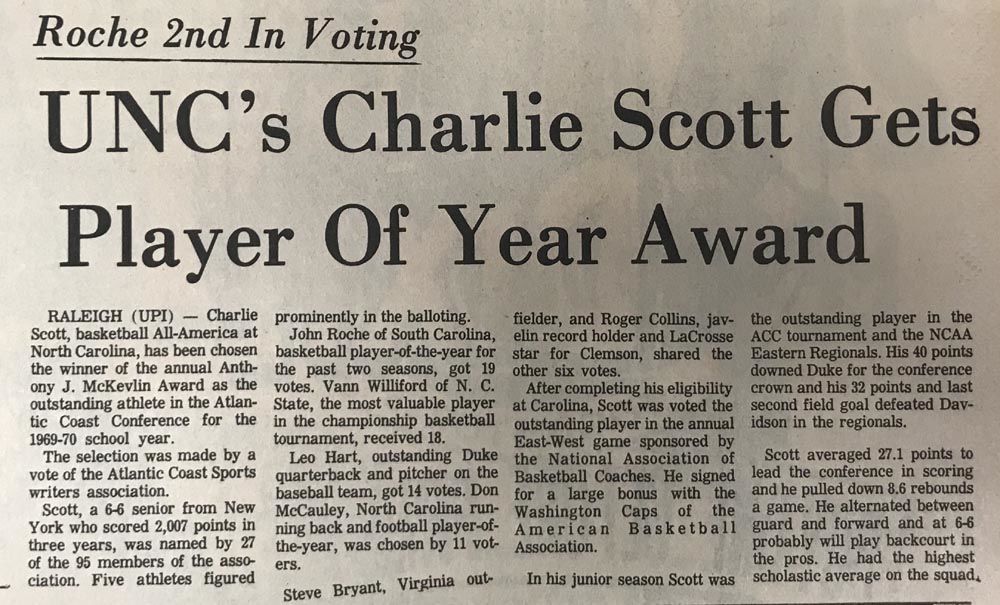 Roche 2nd In Voting
UNC's Charlie Scott Gets
Player Of Year Award
RALEIGH (UPI) — Charlie
Scott, basketball All-America at
North Carolina, has been chosen
the winner of the annual Anth-
ony J. McKevlin Award as the
outstanding athlete in the Atlan-
tic Coast Conference for the
1969-70 school year.
The selection was made by a
vote of the Atlantic Coast Sports
writers association.
Scott, a 6-6 senior from New
York who scored 2,007 points in
three years, was named by 27
of the 95 members of the asso-
ciation. Five athletes figured
prominently in the balloting.
John Roche of South Carolina,
basketball player-of-the-year for
the past two seasons, got 19
votes. Vann Williford of N. C.
State, the most valuable player
in the championship basketball
tournament, received 18.
Leo Hart, outstanding Duke
quarterback and pitcher on the
baseball team, got 14 votes. Don
McCauley, North Carolina run-
ning back and football player-of-
the-year, was chosen by 11 vot-
ers.
Steve Bryant, Virginia out-
fielder, and Roger Collins, jav-
elin record holder and LaCrosse
star for Clemson, shared the
other six votes.
After completing his eligibility
at Carolina, Scott was voted the
outstanding player in the annual
East-West game sponsored by
the National Association of
Basketball Coaches. He signed
for a large bonus with the
Washington Caps of the
American Basketball
Association.
In his junior season Scott was
the outstanding player in the
ACC tournament and the NCAA
Eastern Regionals. His 40 points
downed Duke for the conference
crown and his 32 points and last
second field goal defeated Dav-
idson in the regionals.
Scott averaged 27.1 points to
lead the conference in scoring
and he pulled down 8.6 rebounds
a game. He alternated between
guard and forward and at 6-6
probably will play backcourt in
the pros. He had the highest
scholastic average on the squad.